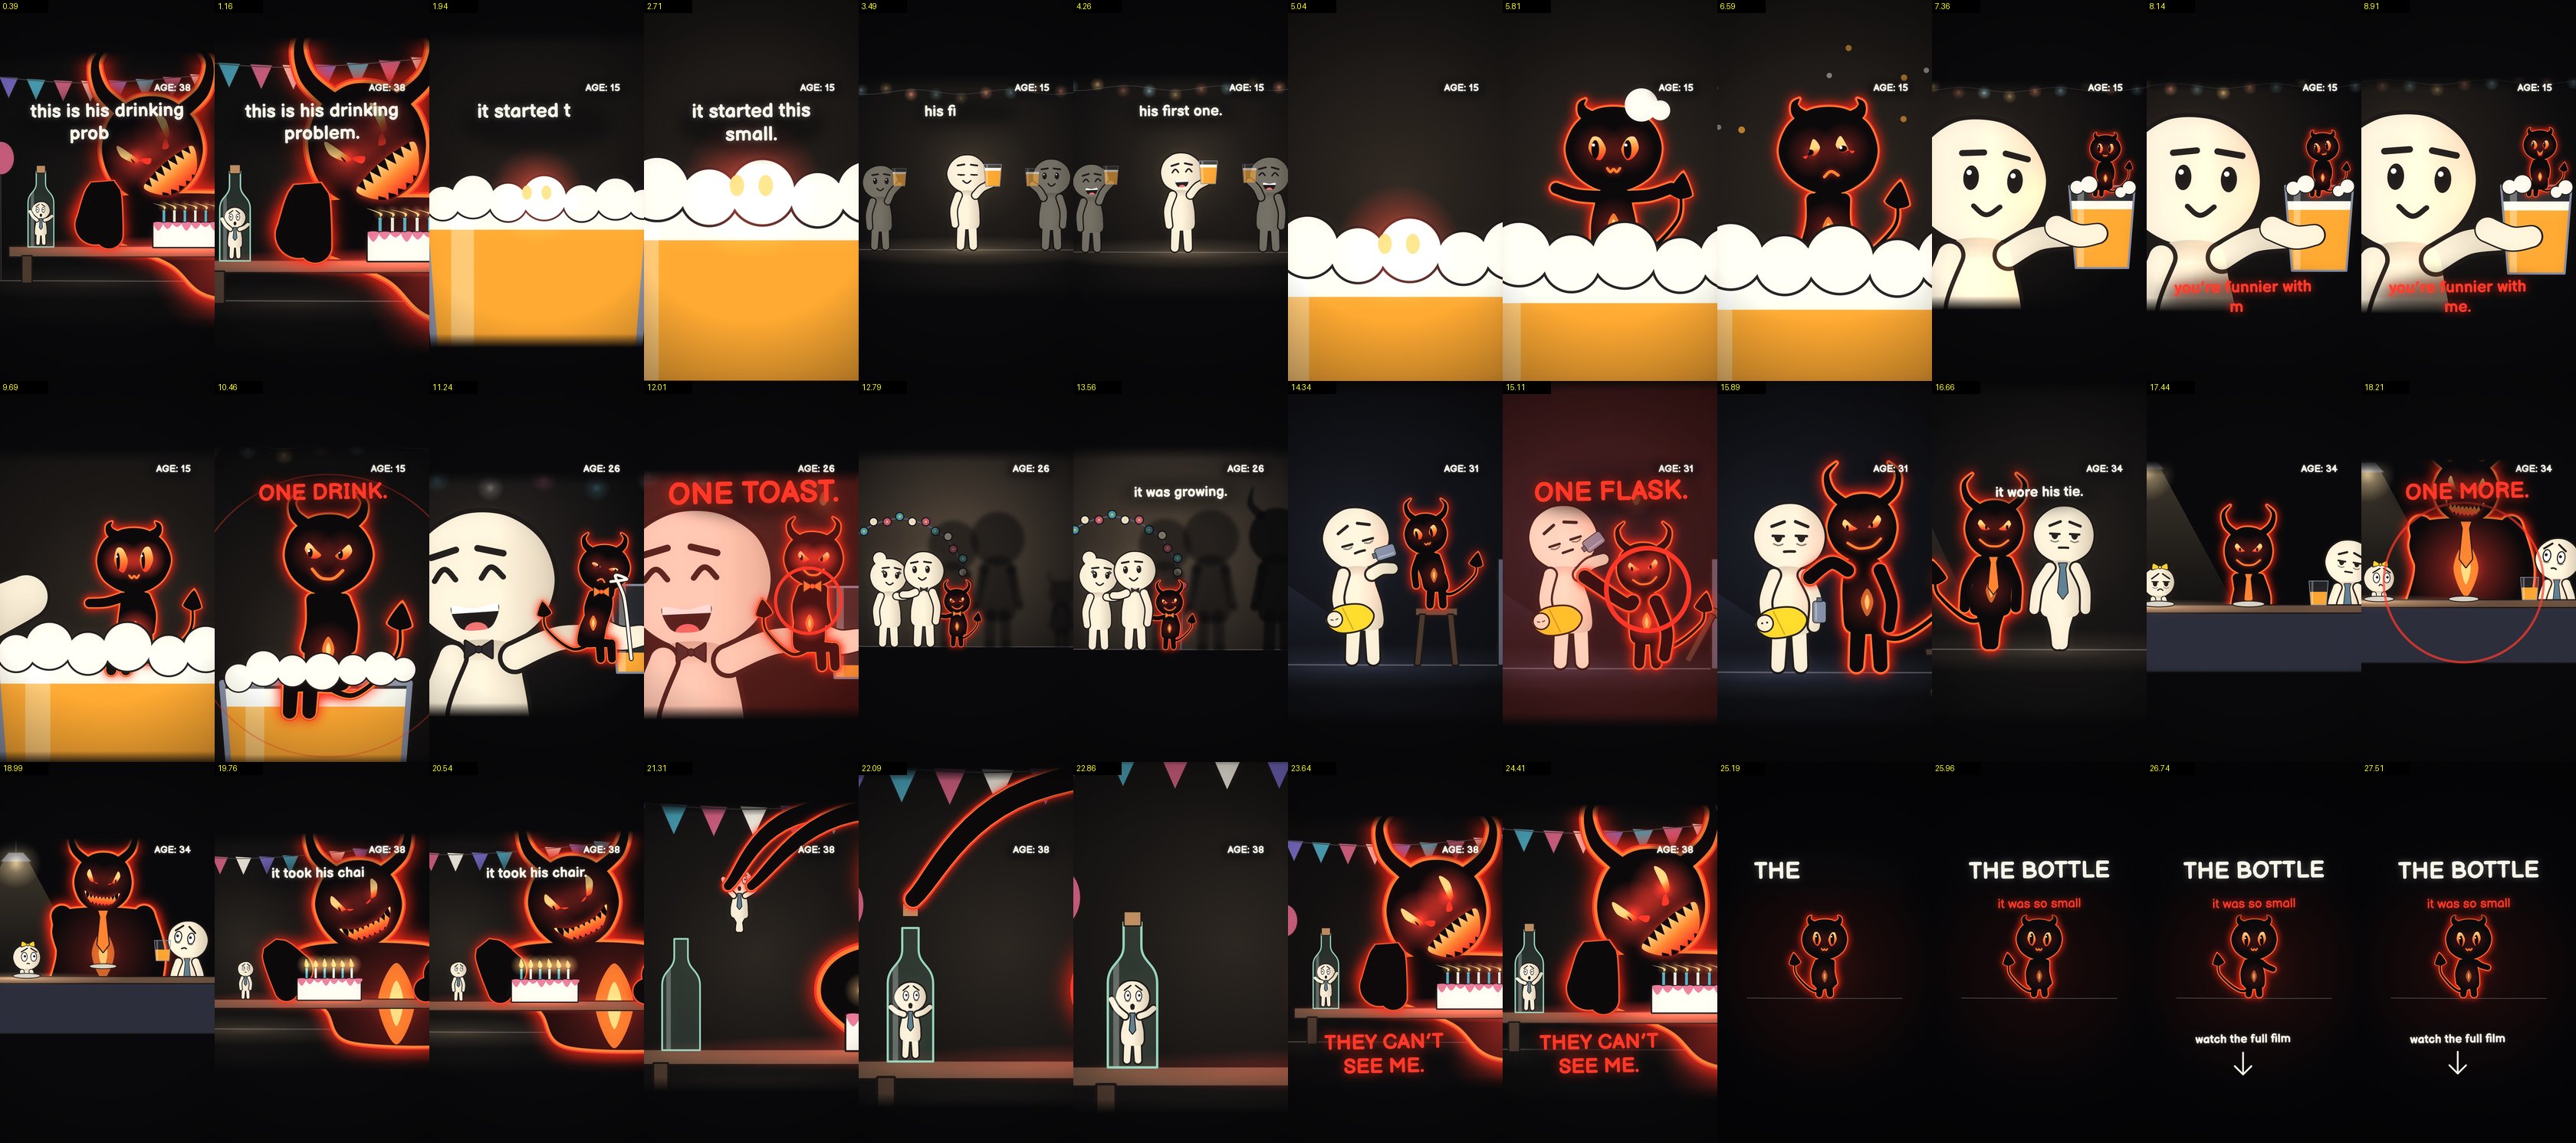 0.39
AGE: 38
this is his drinking
prob
1.16
AGE: 38
this is his drinking
problem.
1.94
AGE: 15
it started t
2.71
AGE: 15
it started this
small.
3.49
AGE: 15
his fi
4.26
AGE: 15
his first one.
5.04
AGE: 15
5.81
AGE: 15
6.59
AGE: 15
7.36
AGE: 15
8.14
AGE: 15
you're funnier with
m
8.91
AGE: 15
you're funnier with
me.
9.69
AGE: 15
10.46
AGE: 15
ONE DRINK.
11.24
AGE: 26
12.01
AGE: 26
ONE TOAST.
12.79
AGE: 26
13.56
AGE: 26
it was growing.
14.34
AGE: 31
15.11
AGE: 31
ONE FLASK.
15.89
AGE: 31
16.66
AGE: 34
it wore his tie.
17.44
AGE: 34
18.21
AGE: 34
ONE MORE.
18.99
AGE: 34
19.76
AGE: 38
it took his chai
20.54
AGE: 38
it took his chair.
21.31
AGE: 38
22.09
AGE: 38
22.86
AGE: 38
23.64
AGE: 38
THEY CAN'T
SEE ME.
24.41
AGE: 38
THEY CAN'T
SEE ME.
25.19
THE
25.96
THE BOTTLE
it was so small
26.74
THE BOTTLE
it was so small
watch the full film
27.51
THE BOTTLE
it was so small
watch the full film